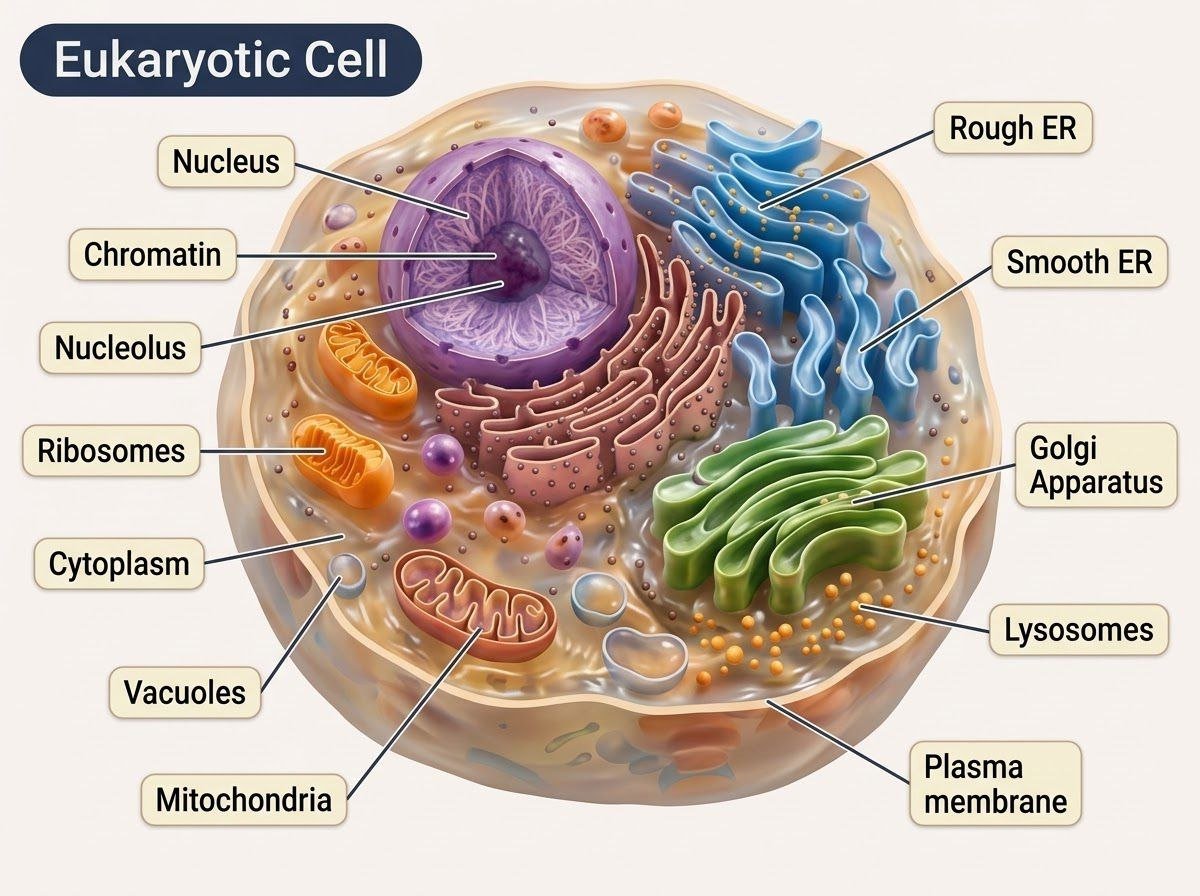 Eukaryotic Cell
Nucleus
Chromatin
Nucleolus
Ribosomes
Cytoplasm
Vacuoles
Mitochondria
Rough ER
Smooth ER
Golgi
Apparatus
Lysosomes
Plasma
membrane